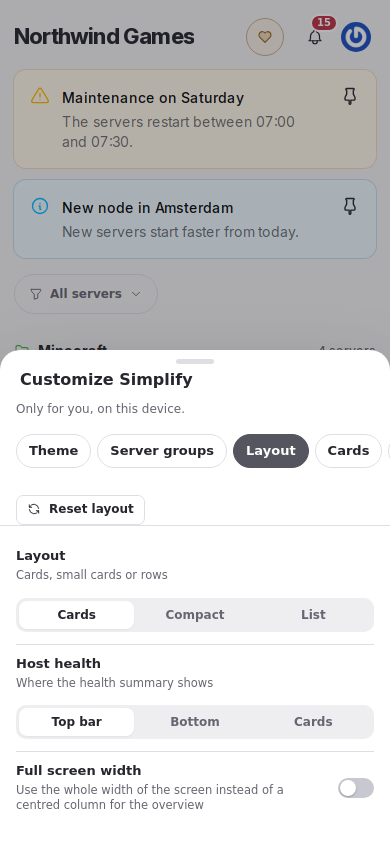 Northwind Games
15
Maintenance on Saturday
The servers restart between 07:00
and 07:30.
New node in Amsterdam
New servers start faster from today.
All servers
Minecraft
4 servers
Customize Simplify
Only for you, on this device.
Theme
Server groups
Layout
Cards
Reset layout
Layout
Cards, small cards or rows
Cards
Compact
List
Host health
Where the health summary shows
Top bar
Bottom
Cards
Full screen width
Use the whole width of the screen instead of a
centred column for the overview